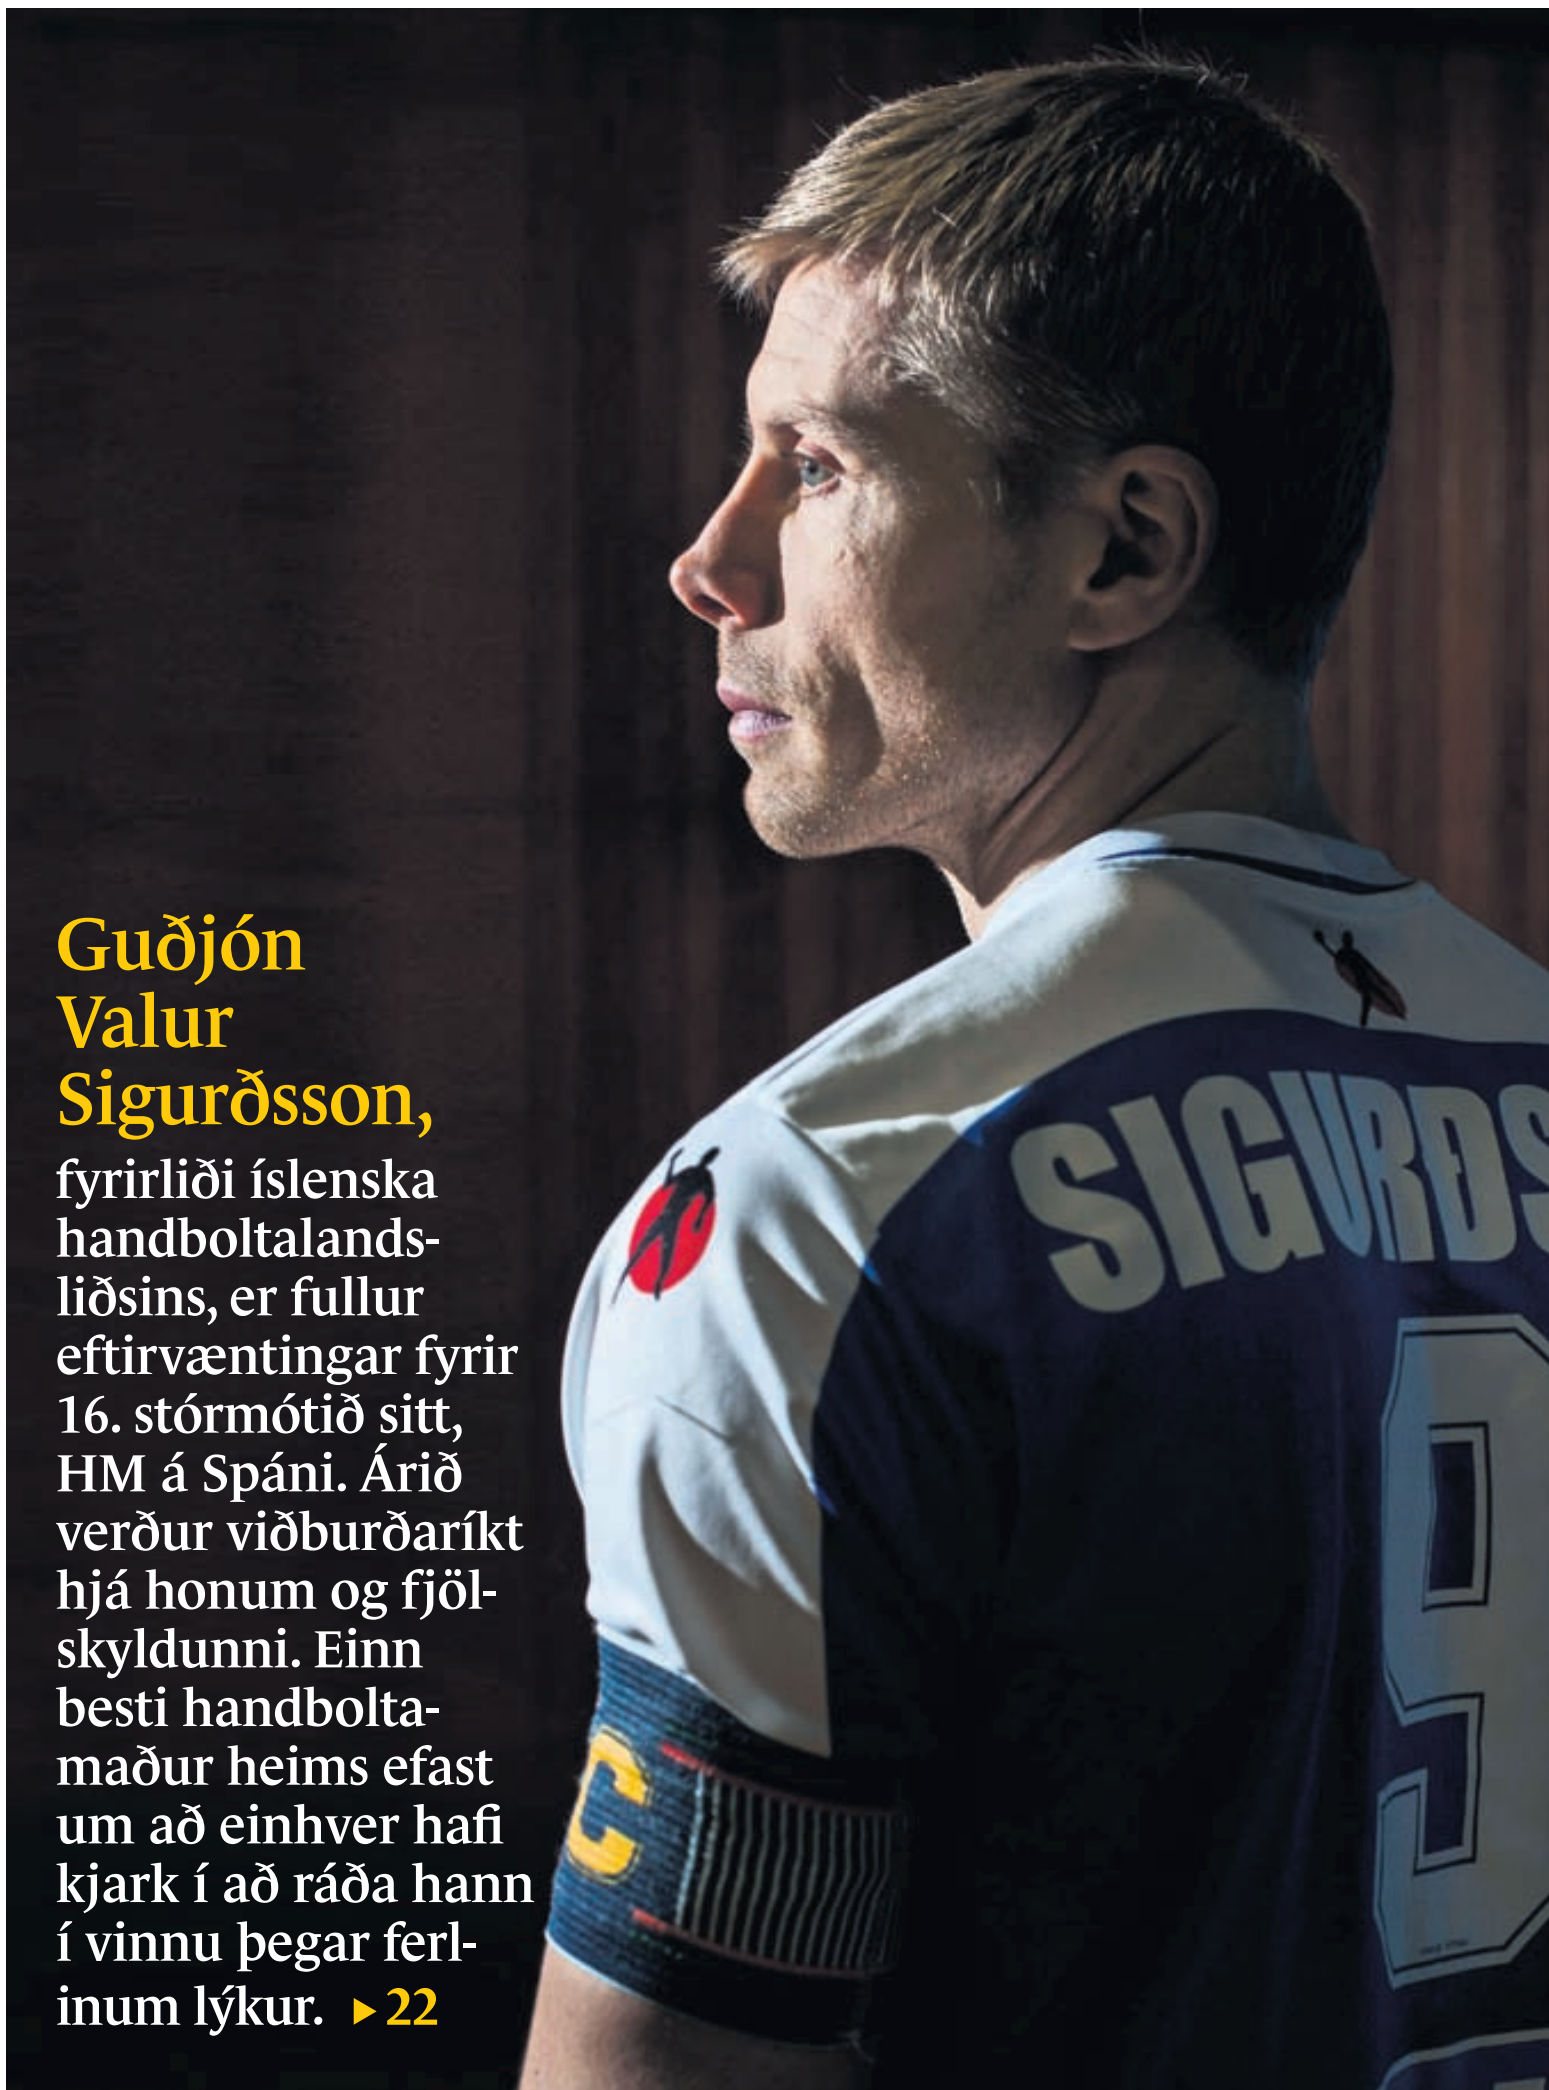 Guðjón
Valur
Sigurðsson,
fyrirliði íslenska
handboltalands-
liðsins, er fullur
eftirvæntingar fyrir
16. stórmótið sitt,
HM á Spáni. Árið
verður viðburðaríkt
hjá honum og fjöl-
skyldunni. Einn
besti handbolta-
maður heims efast
um að einhver hafi
kjark í að ráða hann
í vinnu þegar ferl-
inum lýkur. ▶ 22
SIGURÐS
9
C